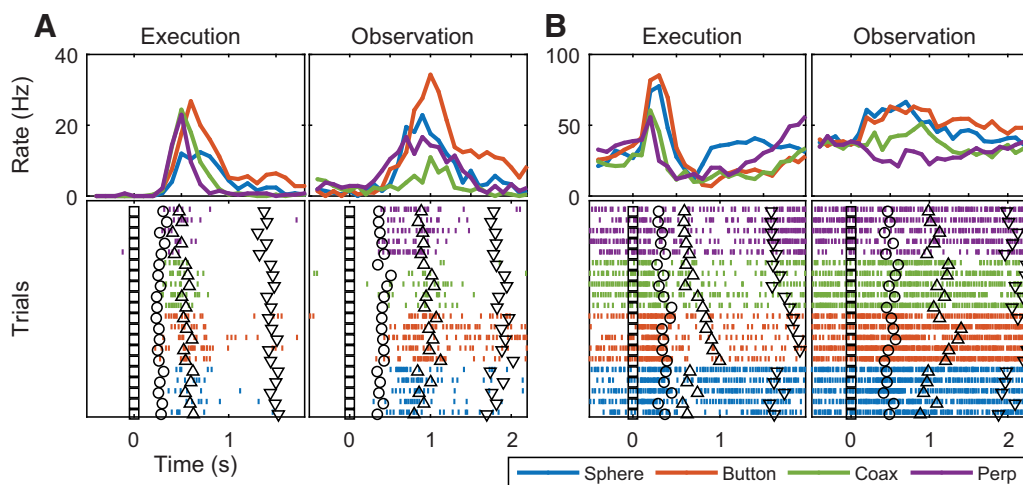 A
B
Execution
Observation
Execution
Observation
Rate (Hz)
40
20
0
100
50
0
Trials
0
1
0
1
2
0
1
0
1
2
Time (s)
Sphere
Button
Coax
Perp